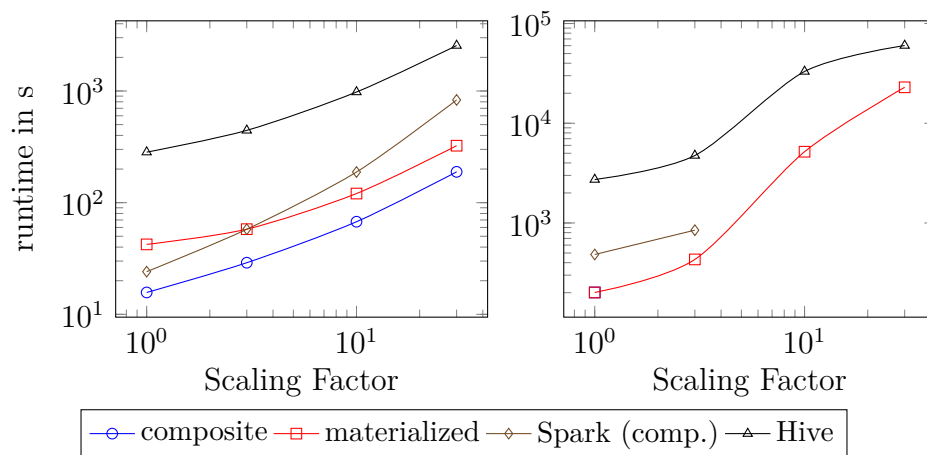 runtime in s
10^3
10^2
10^1
10^0 10^1
Scaling Factor
10^5
10^4
10^3
10^0 10^1
Scaling Factor
composite materialized Spark (comp.) Hive